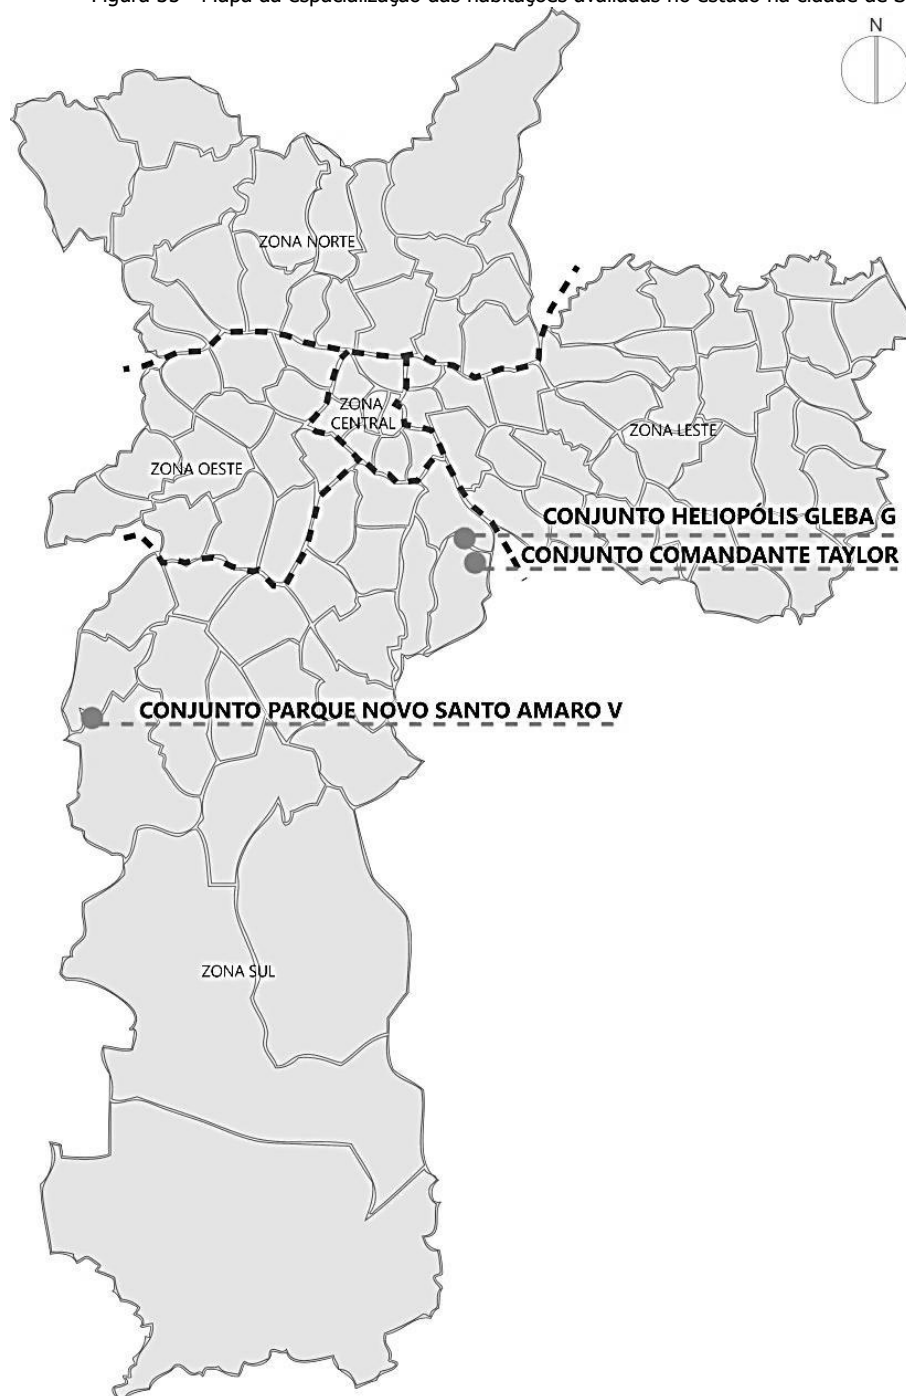 N
ZONA NORTE
ZONA
CENTRAL
ZONA LESTE
ZONA OESTE
CONJUNTO HELIOPÓLIS GLEBA G
CONJUNTO COMANDANTE TAYLOR
CONJUNTO PARQUE NOVO SANTO AMARO V
ZONA SUL